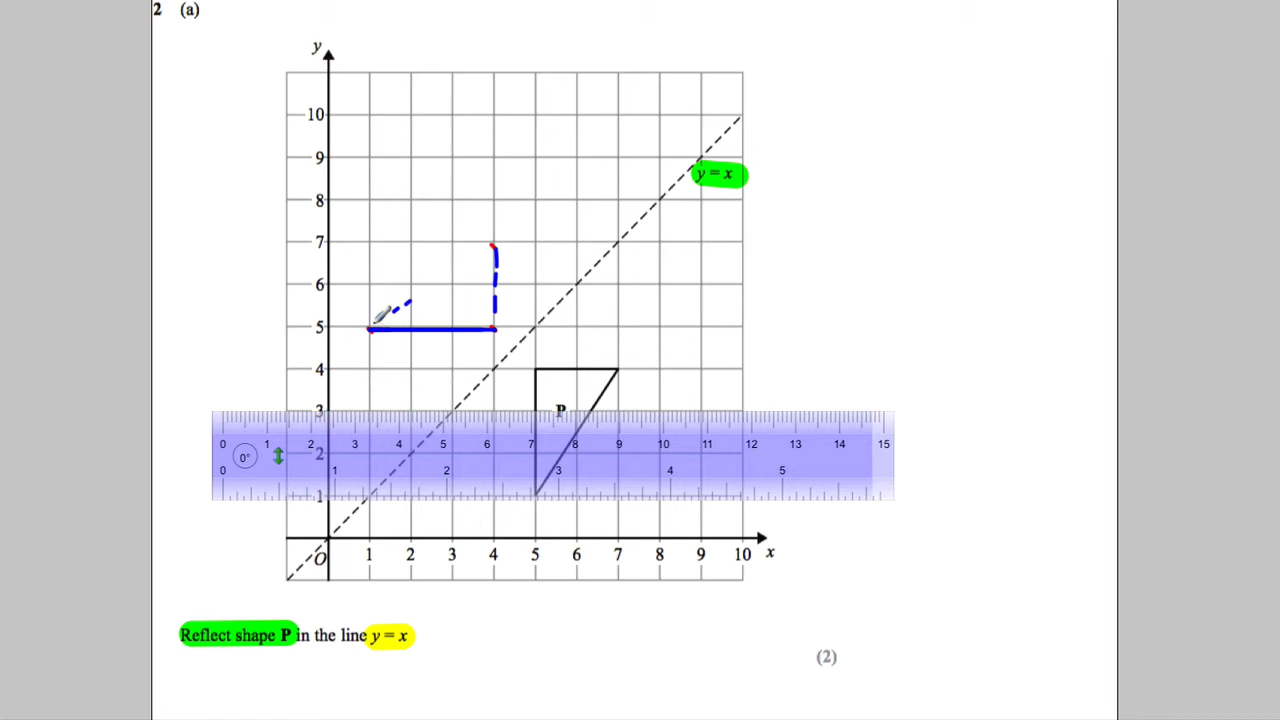 2 (a)
y
10
9
8
7
6
5
4
3
2
1
y = x
P
0 1 2 3 4 5 6 7 8 9 10 11 12 13 14 15
0°
0 1 2 3 4 5
O 1 2 3 4 5 6 7 8 9 10 x
Reflect shape P in the line y = x
(2)